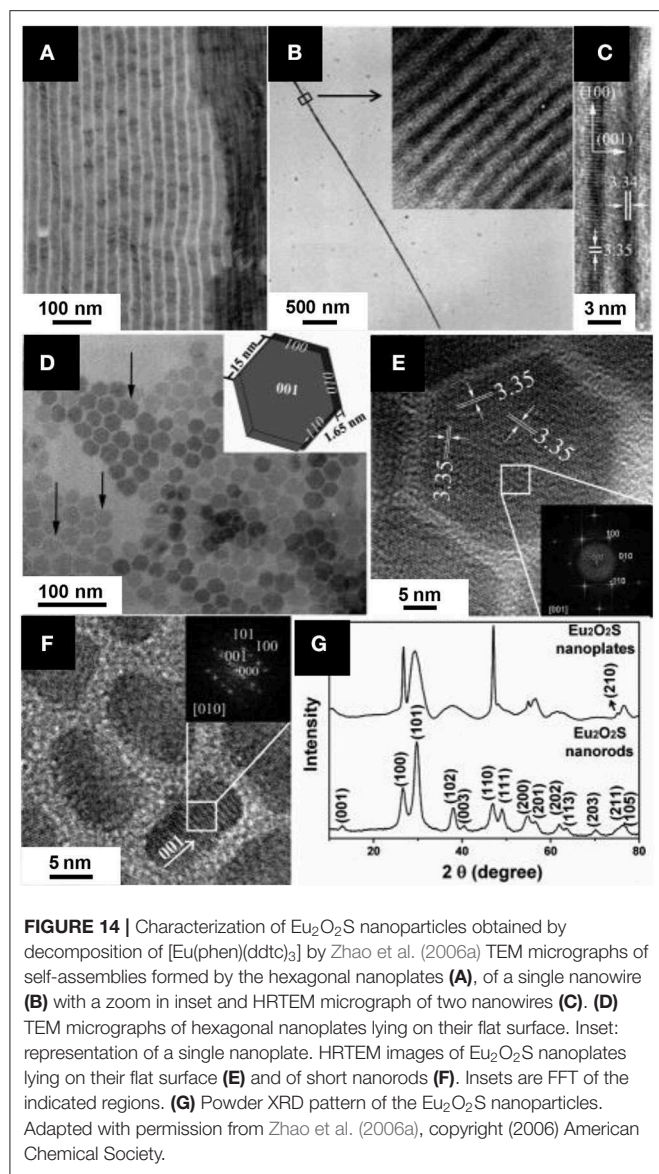 A
100 nm
B
500 nm
C
(100)
(001)
3.34
3.35
3 nm
D
15 nm
100
010
001
-110
1.65 nm
100 nm
E
3.35
3.35
3.35
5 nm
100
010
[001]
F
101
100
001
000
[010]
001
5 nm
G
Eu₂O₂S
nanoplates
(210)
Eu₂O₂S
nanorods
(001)
(100)
(101)
(102)
(003)
(110)
(111)
(200)
(201)
(202)
(113)
(203)
(211)
(105)
Intensity
20 40 60 80
2 θ (degree)
FIGURE 14 | Characterization of Eu₂O₂S nanoparticles obtained by
decomposition of [Eu(phen)(ddtc)₃] by Zhao et al. (2006a) TEM micrographs of
self-assemblies formed by the hexagonal nanoplates (A), of a single nanowire
(B) with a zoom in inset and HRTEM micrograph of two nanowires (C). (D)
TEM micrographs of hexagonal nanoplates lying on their flat surface. Inset:
representation of a single nanoplate. HRTEM images of Eu₂O₂S nanoplates
lying on their flat surface (E) and of short nanorods (F). Insets are FFT of the
indicated regions. (G) Powder XRD pattern of the Eu₂O₂S nanoparticles.
Adapted with permission from Zhao et al. (2006a), copyright (2006) American
Chemical Society.